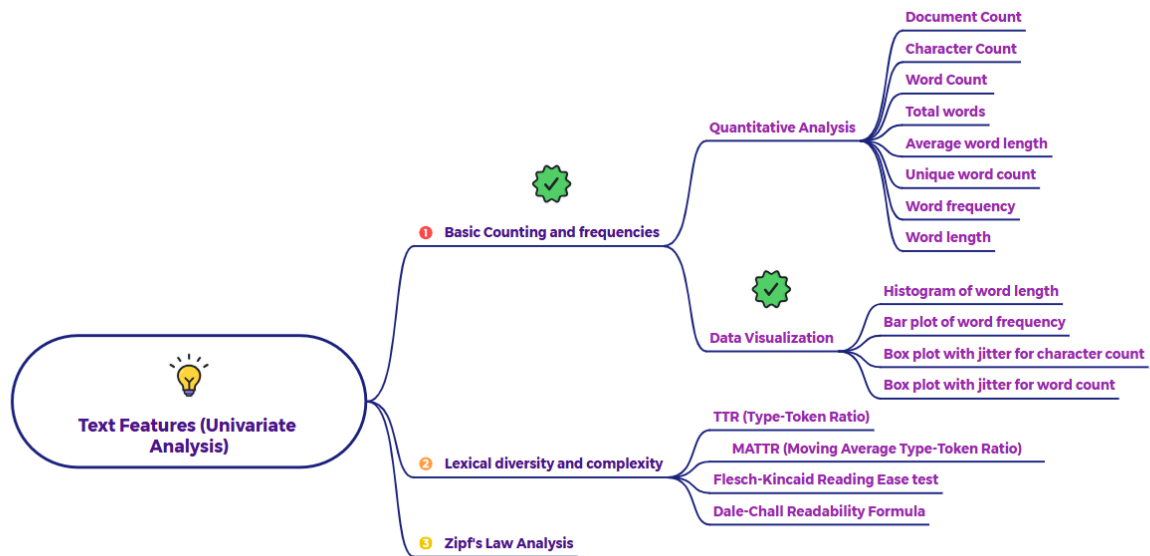 Text Features (Univariate
Analysis)
1 Basic Counting and frequencies
Quantitative Analysis
Document Count
Character Count
Word Count
Total words
Average word length
Unique word count
Word frequency
Word length
Data Visualization
Histogram of word length
Bar plot of word frequency
Box plot with jitter for character count
Box plot with jitter for word count
2 Lexical diversity and complexity
TTR (Type-Token Ratio)
MATTR (Moving Average Type-Token Ratio)
Flesch-Kincaid Reading Ease test
Dale-Chall Readability Formula
3 Zipf's Law Analysis